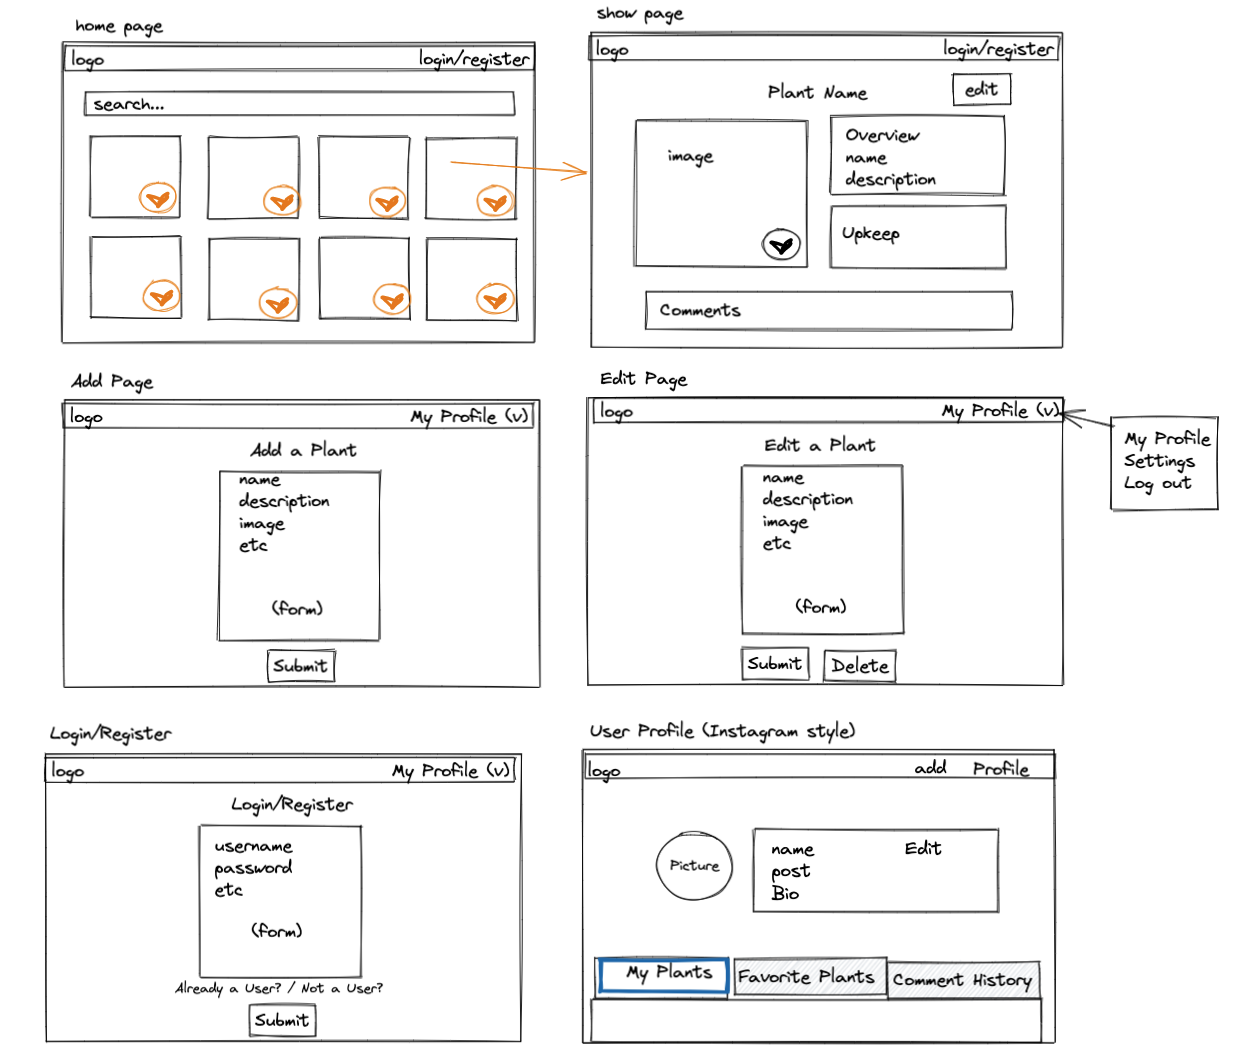 home page
logo
login/register
search...
show page
logo
login/register
Plant Name
edit
image
Overview
name
description
Upkeep
Comments
Add Page
logo
My Profile (v)
Add a Plant
name
description
image
etc
(form)
Submit
Edit Page
logo
My Profile (v)
Edit a Plant
name
description
image
etc
(form)
Submit
Delete
My Profile
Settings
Log out
Login/Register
logo
My Profile (v)
Login/Register
username
password
etc
(form)
Already a User? / Not a User?
Submit
User Profile (Instagram style)
logo
add
Profile
Picture
name
Edit
post
Bio
My Plants
Favorite Plants
Comment History